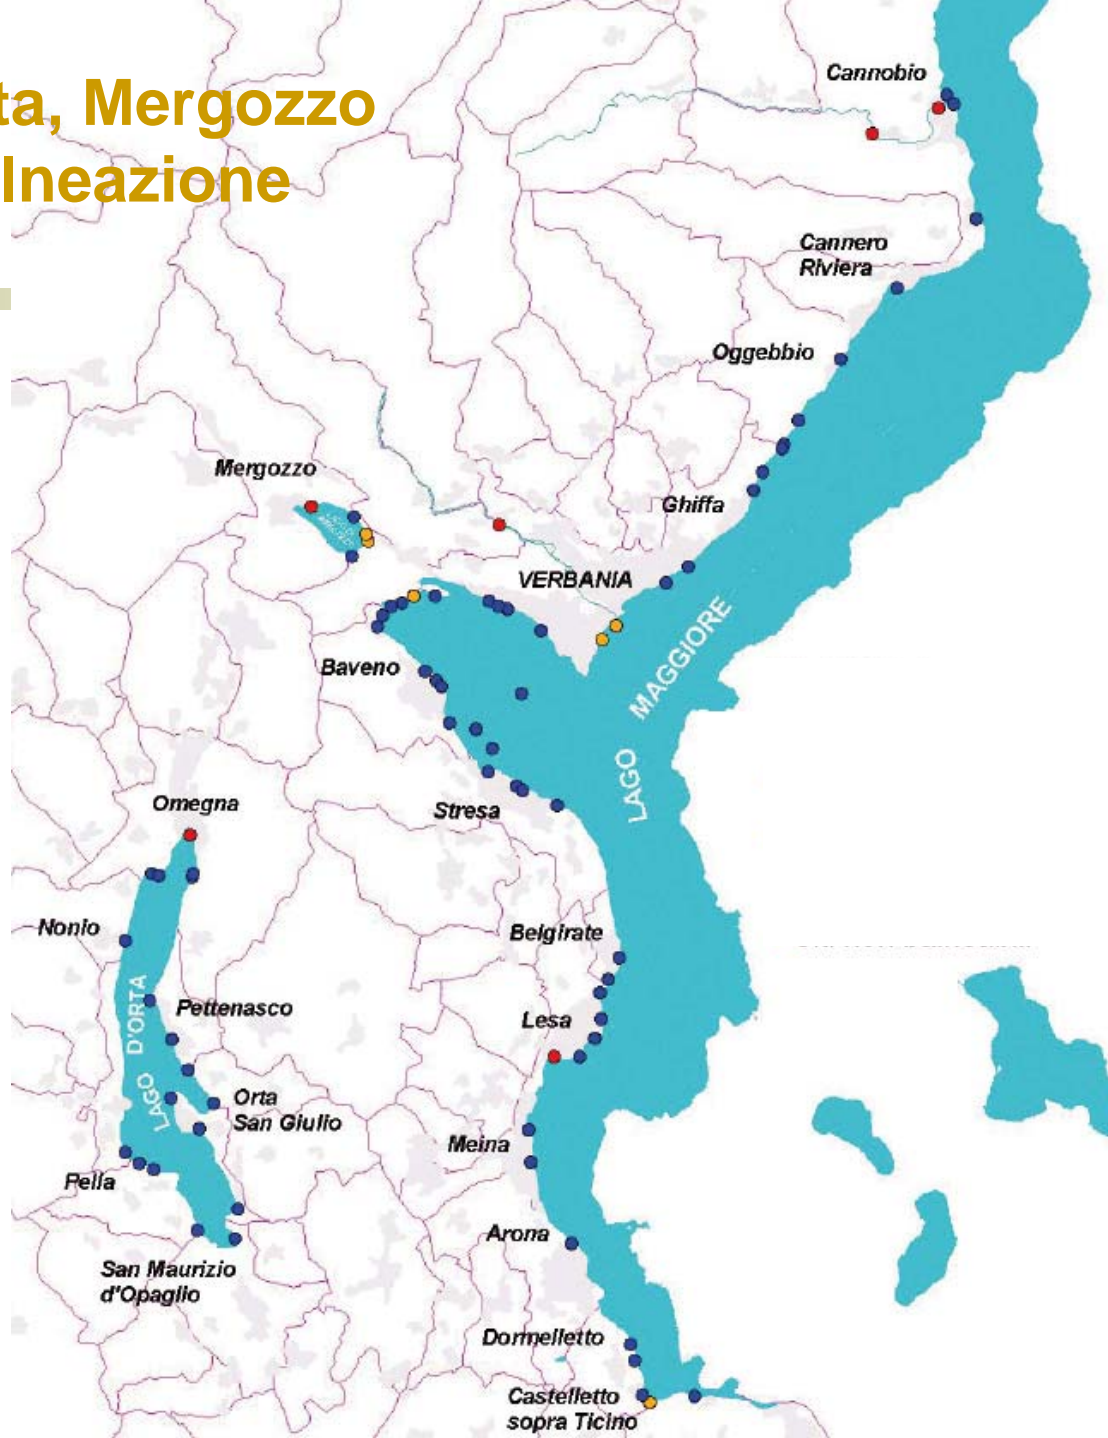 ta, Mergozzo
lneazione
Cannobio
Cannero
Riviera
Oggebbio
Mergozzo
Ghiffa
VERBANIA
Baveno
LAGO MAGGIORE
Stresa
Omegna
Nonio
LAGO D'ORTA
Pettenasco
Belgirate
Lesa
Orta
San Giulio
Meina
Pella
Arona
San Maurizio
d'Opaglio
Dormelletto
Castelletto
sopra Ticino